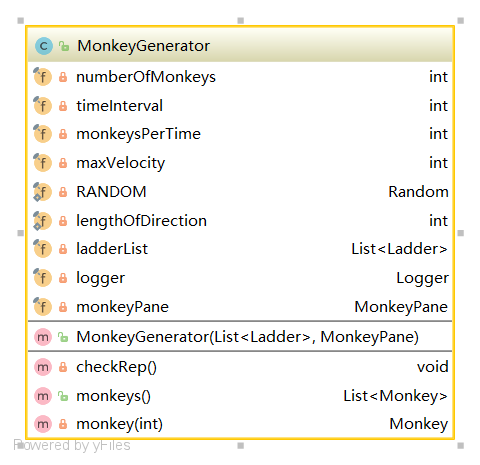 C MonkeyGenerator
f numberOfMonkeys int
f timeInterval int
f monkeysPerTime int
f maxVelocity int
f RANDOM Random
f lengthOfDirection int
f ladderList List<Ladder>
f logger Logger
f monkeyPane MonkeyPane
m MonkeyGenerator(List<Ladder>, MonkeyPane)
m checkRep() void
m monkeys() List<Monkey>
m monkey(int) Monkey
Powered by yFiles